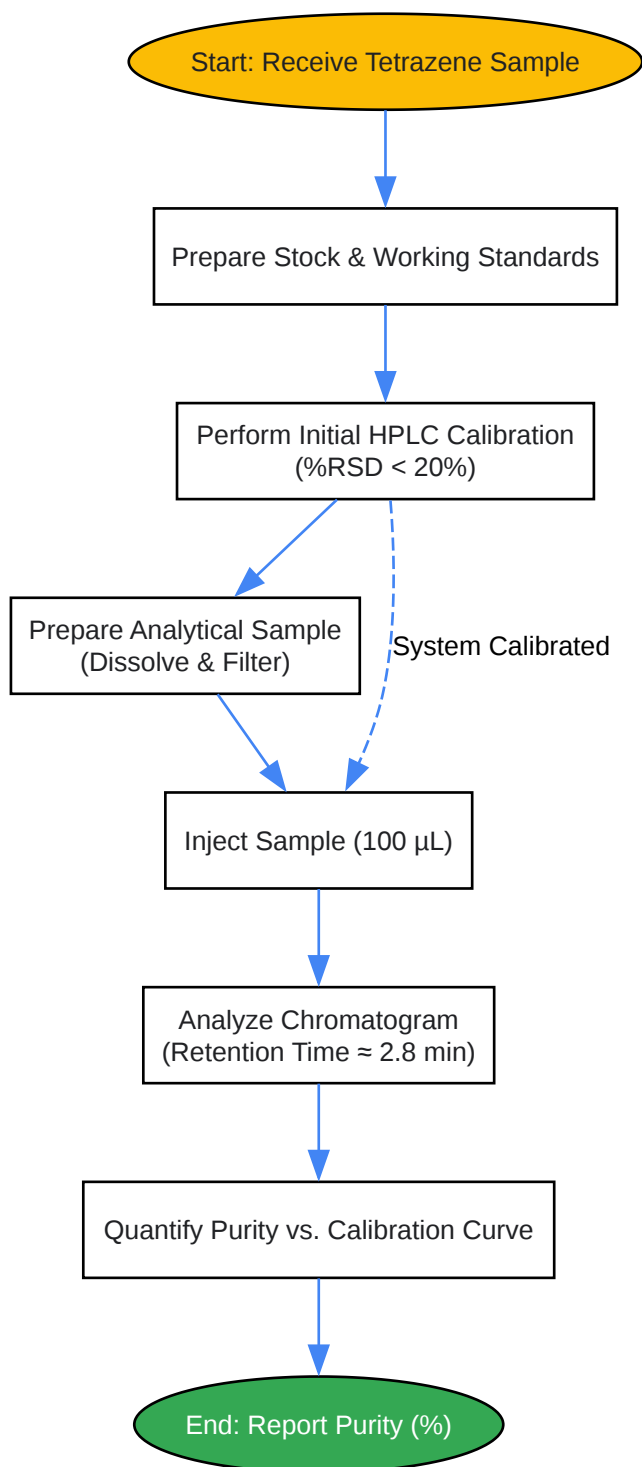 Start: Receive Tetrazene Sample
Prepare Stock & Working Standards
Perform Initial HPLC Calibration
(%RSD < 20%)
Prepare Analytical Sample
(Dissolve & Filter)
System Calibrated
Inject Sample (100 µL)
Analyze Chromatogram
(Retention Time ≈ 2.8 min)
Quantify Purity vs. Calibration Curve
End: Report Purity (%)